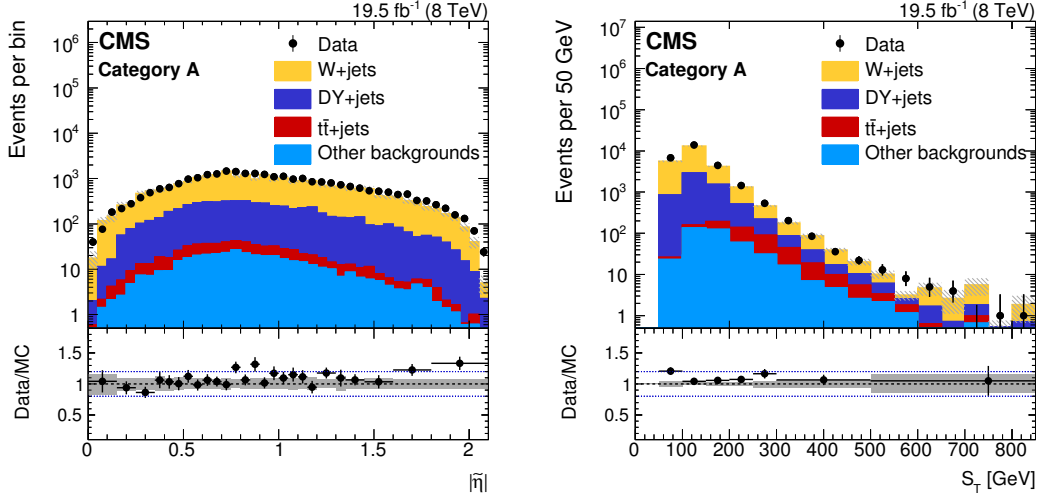 19.5 fb⁻¹ (8 TeV)
CMS
Category A
Data
W+jets
DY+jets
tt̄+jets
Other backgrounds
Events per bin
10⁶
10⁵
10⁴
10³
10²
10
1
Data/MC
1.5
1
0.5
0 0.5 1 1.5 2
|η̃|
19.5 fb⁻¹ (8 TeV)
CMS
Category A
Data
W+jets
DY+jets
tt̄+jets
Other backgrounds
Events per 50 GeV
10⁷
10⁶
10⁵
10⁴
10³
10²
10
1
Data/MC
1.5
1
0.5
0 100 200 300 400 500 600 700 800
S_T [GeV]